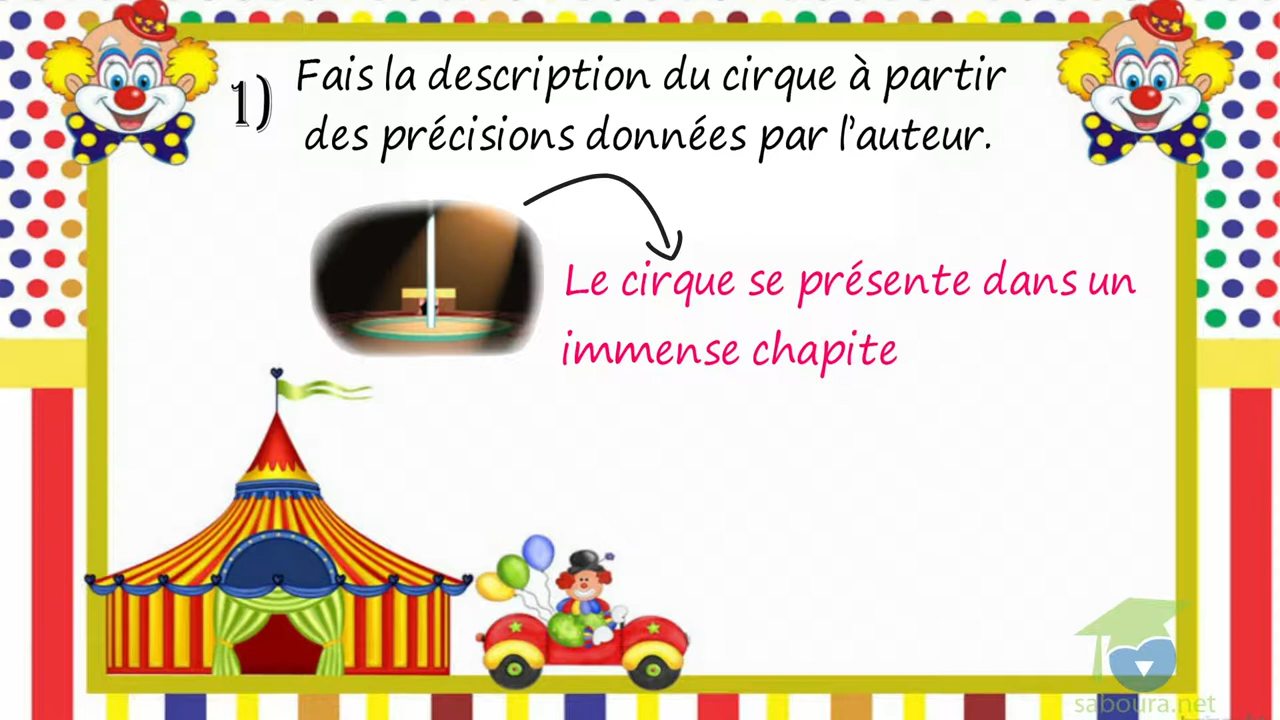 1) Fais la description du cirque à partir
des précisions données par l'auteur.
Le cirque se présente dans un
immense chapite
saboura.net